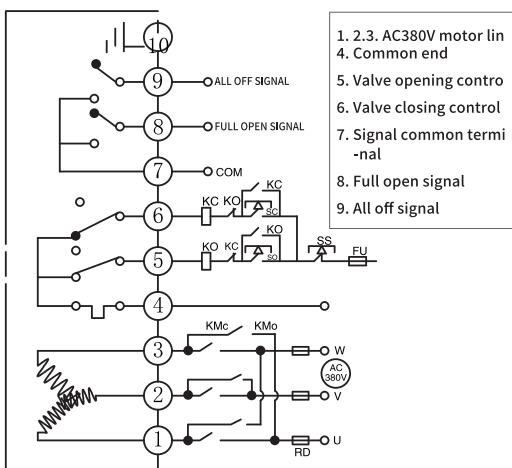 10
9 ALL OFF SIGNAL
8 FULL OPEN SIGNAL
7 COM
KC
6 KC KO SC
KO
5 KO KC SO SS FU
4
KMc KMo
3 W
AC
380V
2 V
1 RD U
1. 2.3. AC380V motor lin
4. Common end
5. Valve opening contro
6. Valve closing control
7. Signal common termi
-nal
8. Full open signal
9. All off signal